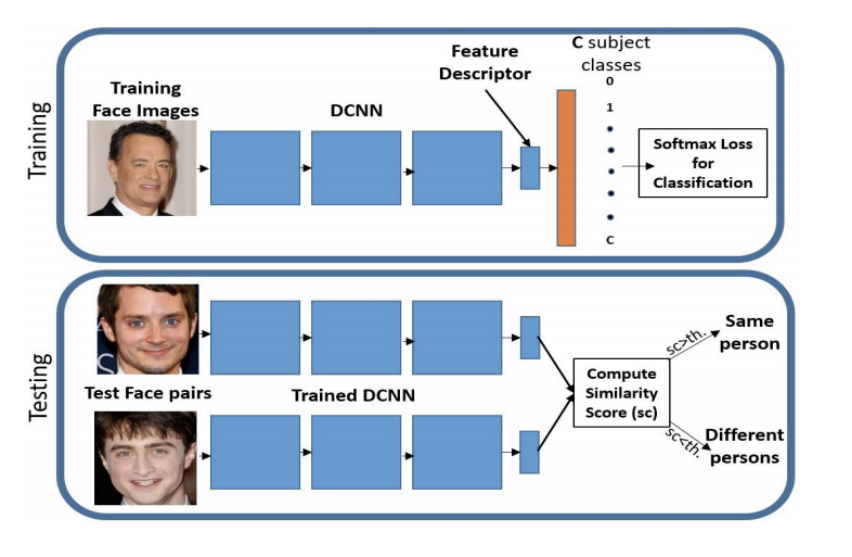 Training
Training
Face Images
DCNN
Feature
Descriptor
C subject
classes
0
1
C
Softmax Loss
for
Classification
Testing
Test Face pairs
Trained DCNN
Compute
Similarity
Score (sc)
sc>th.
Same
person
sc<th.
Different
persons